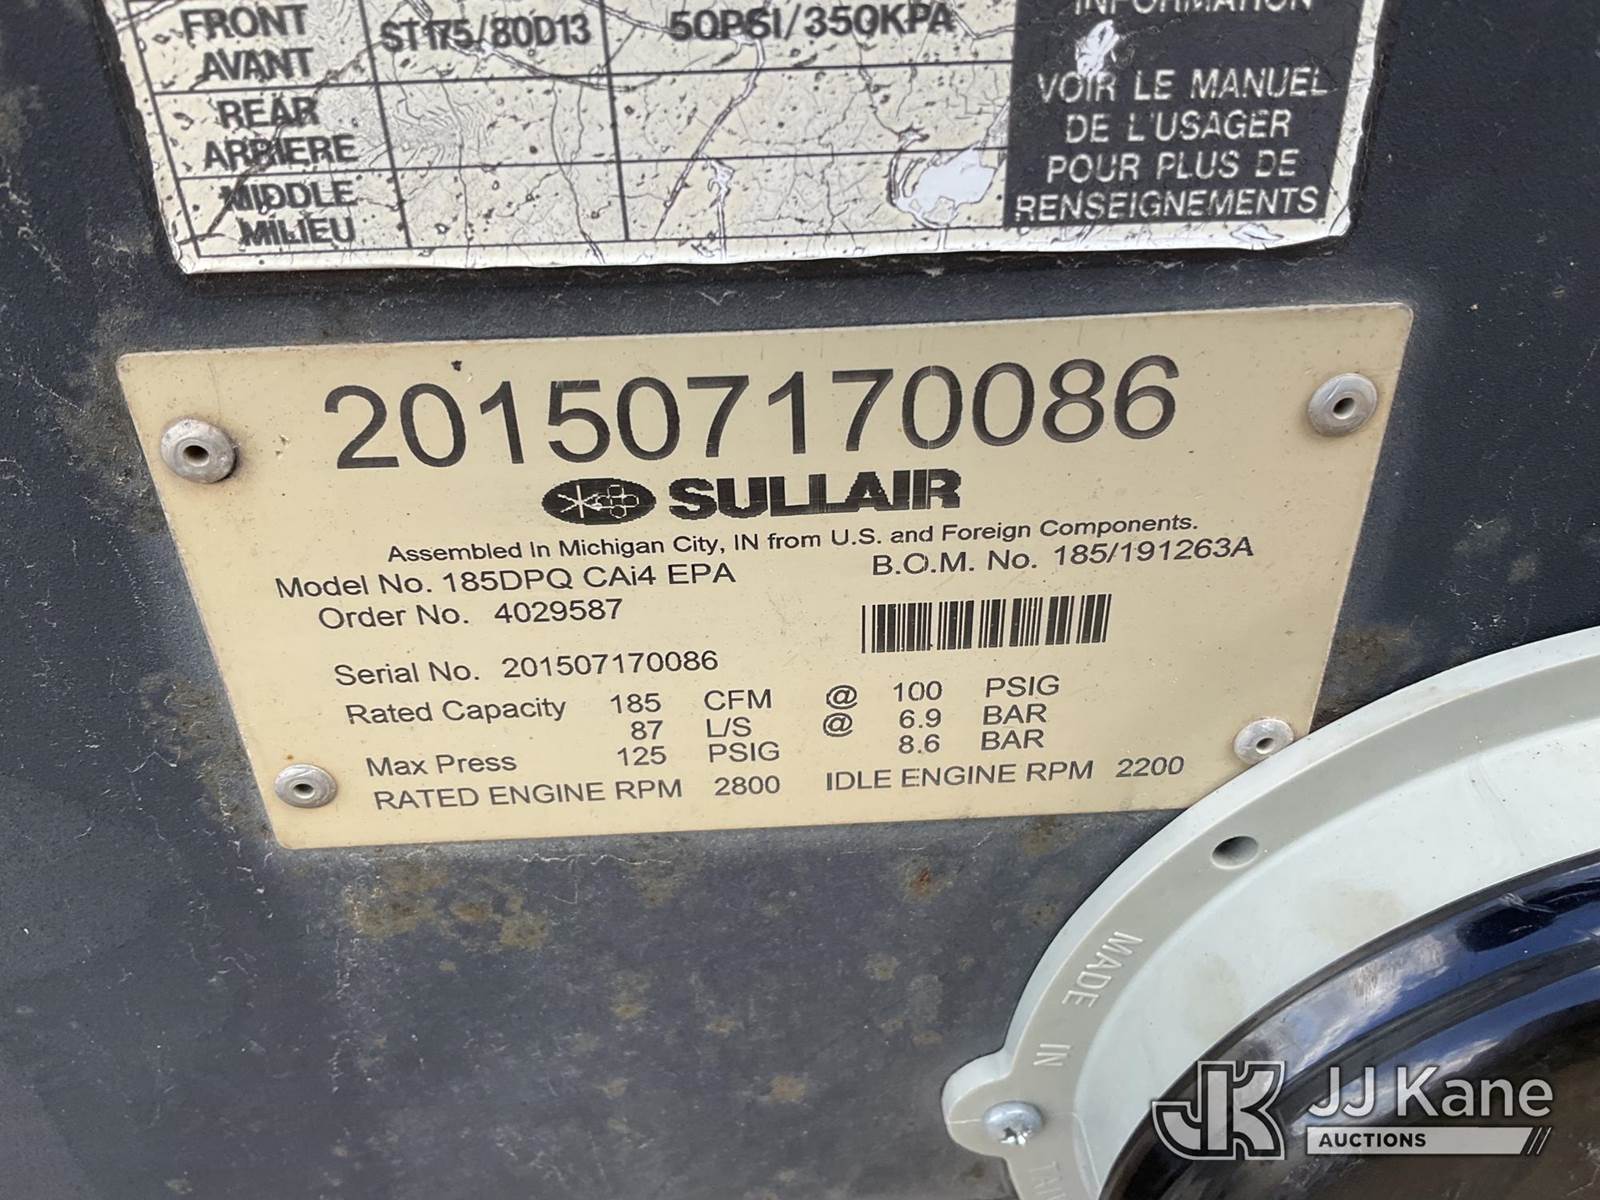 FRONT ST175/80D13 50PSI/350KPA INFORMATION
AVANT
VOIR LE MANUEL
REAR DE L'USAGER
ARRIERE POUR PLUS DE
MIDDLE RENSEIGNEMENTS
MILIEU
201507170086
SULLAIR
Assembled In Michigan City, IN from U.S. and Foreign Components.
Model No. 185DPQ CAi4 EPA B.O.M. No. 185/191263A
Order No. 4029587
Serial No. 201507170086
Rated Capacity 185 CFM @ 100 PSIG
87 L/S @ 6.9 BAR
Max Press 125 PSIG 8.6 BAR
RATED ENGINE RPM 2800 IDLE ENGINE RPM 2200
MADE IN
JK JJ Kane
AUCTIONS